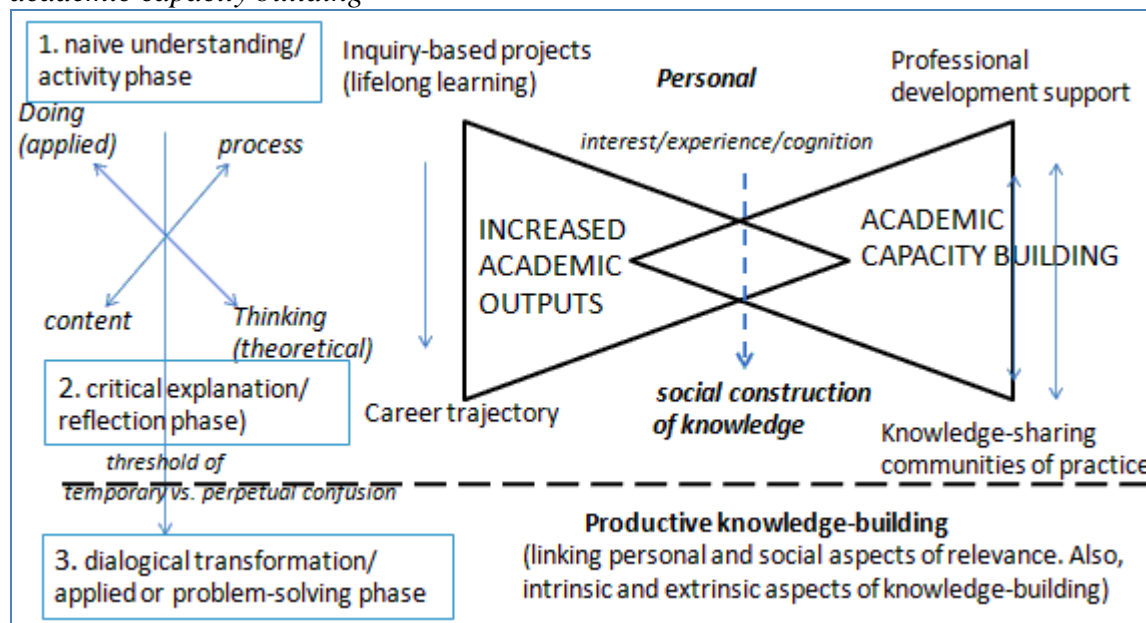 academic capacity building
1. naive understanding/
activity phase
Doing
(applied)
process
content
Thinking
(theoretical)
2. critical explanation/
reflection phase)
threshold of
temporary vs. perpetual confusion
3. dialogical transformation/
applied or problem-solving phase
Inquiry-based projects
(lifelong learning)
Career trajectory
Personal
interest/experience/cognition
INCREASED
ACADEMIC
OUTPUTS
social construction
of knowledge
Professional
development support
ACADEMIC
CAPACITY BUILDING
Knowledge-sharing
communities of practice
Productive knowledge-building
(linking personal and social aspects of relevance. Also,
intrinsic and extrinsic aspects of knowledge-building)